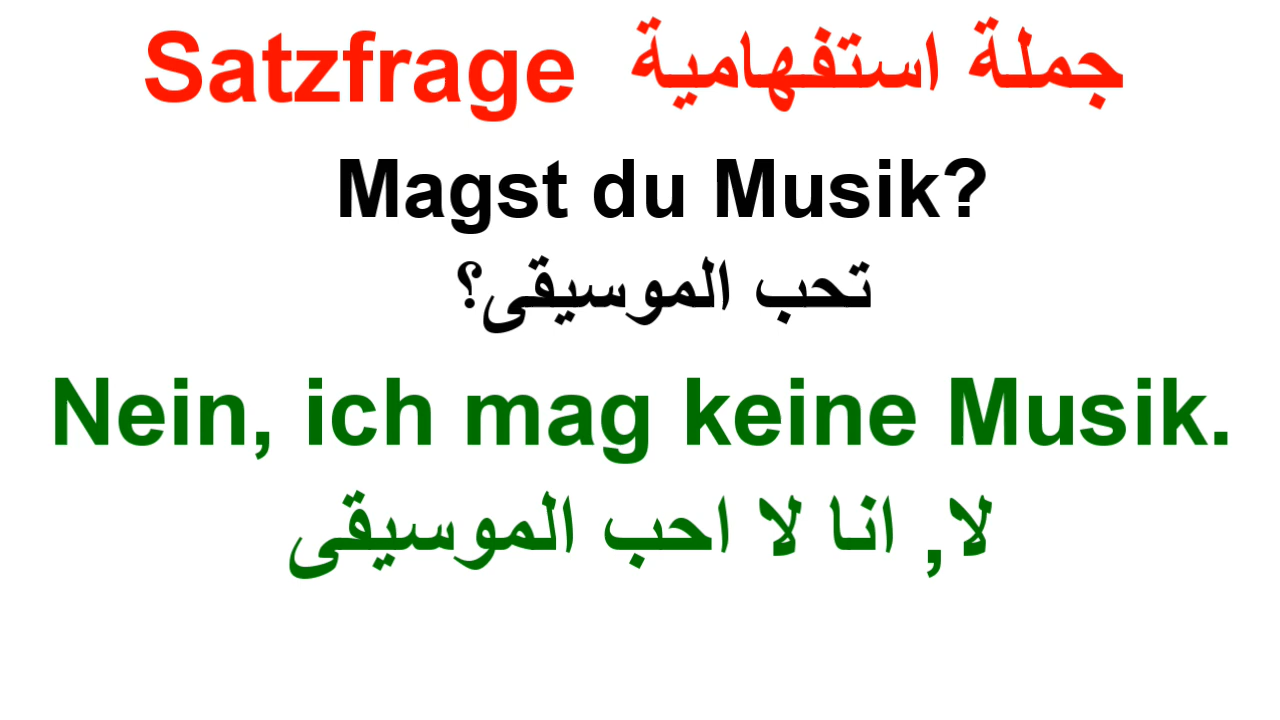 Satzfrage جملة استفهامية
Magst du Musik?
تحب الموسيقى؟
Nein, ich mag keine Musik.
لا, انا لا احب الموسيقى